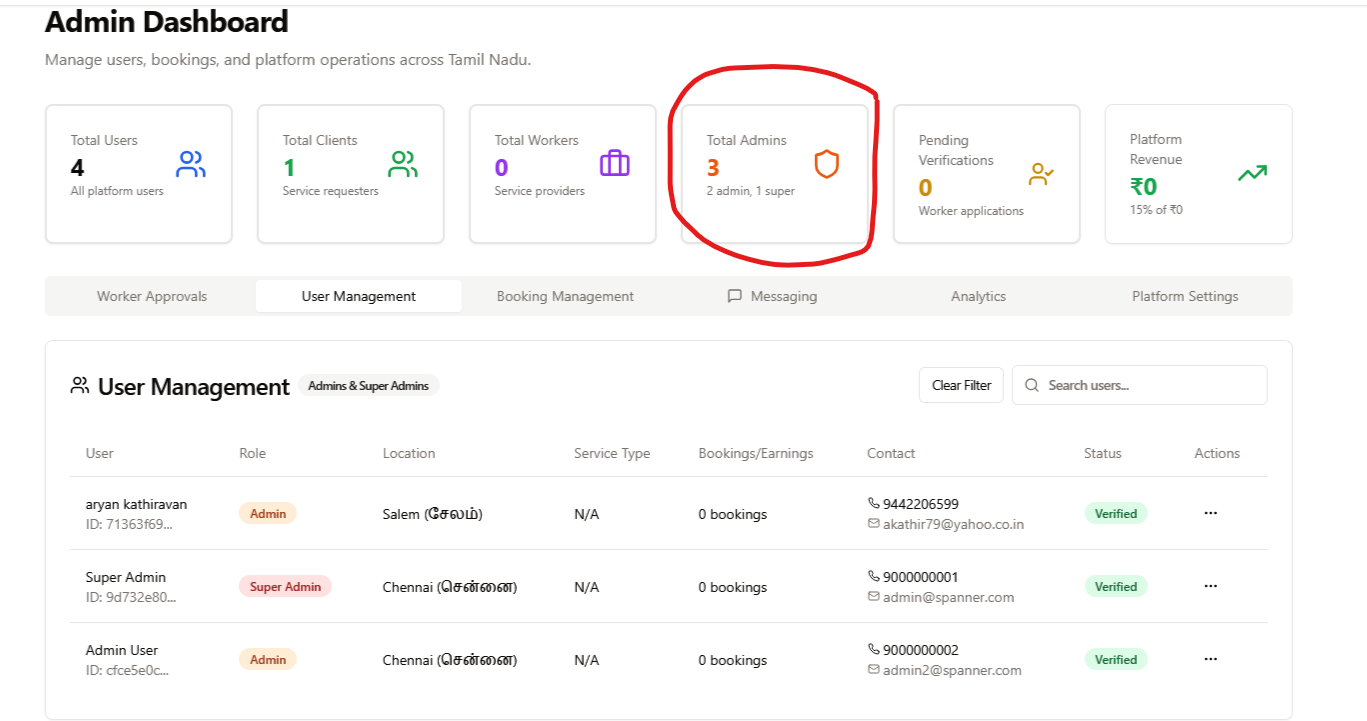 Admin Dashboard
Manage users, bookings, and platform operations across Tamil Nadu.
Total Users
4
All platform users
Total Clients
1
Service requesters
Total Workers
0
Service providers
Total Admins
3
2 admin, 1 super
Pending
Verifications
0
Worker applications
Platform
Revenue
₹0
15% of ₹0
Worker Approvals
User Management
Booking Management
Messaging
Analytics
Platform Settings
User Management Admins & Super Admins
Clear Filter
Search users...
User Role Location Service Type Bookings/Earnings Contact Status Actions
aryan kathiravan
ID: 71363f69...
Admin
Salem (சேலம்)
N/A
0 bookings
9442206599
akathir79@yahoo.co.in
Verified
...
Super Admin
ID: 9d732e80...
Super Admin
Chennai (சென்னை)
N/A
0 bookings
9000000001
admin@spanner.com
Verified
...
Admin User
ID: cfce5e0c...
Admin
Chennai (சென்னை)
N/A
0 bookings
9000000002
admin2@spanner.com
Verified
...